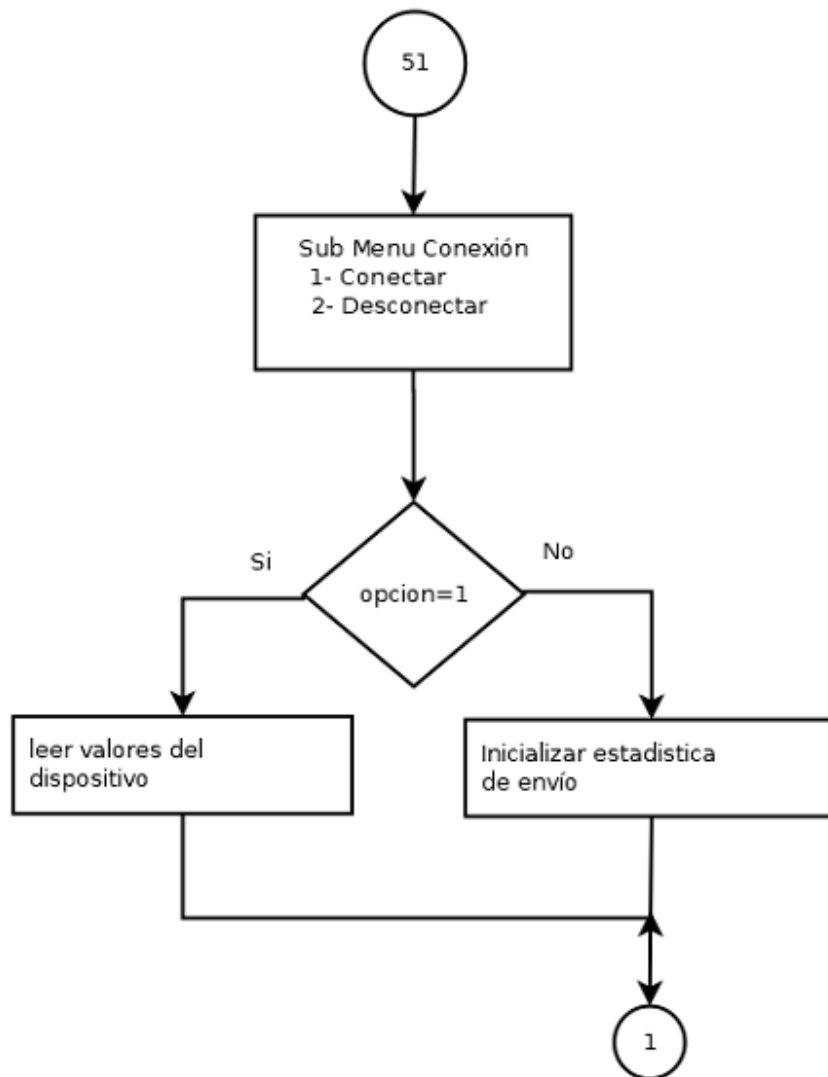 51
Sub Menu Conexión
1- Conectar
2- Desconectar
Si
No
opcion=1
leer valores del
dispositivo
Inicializar estadistica
de envío
1